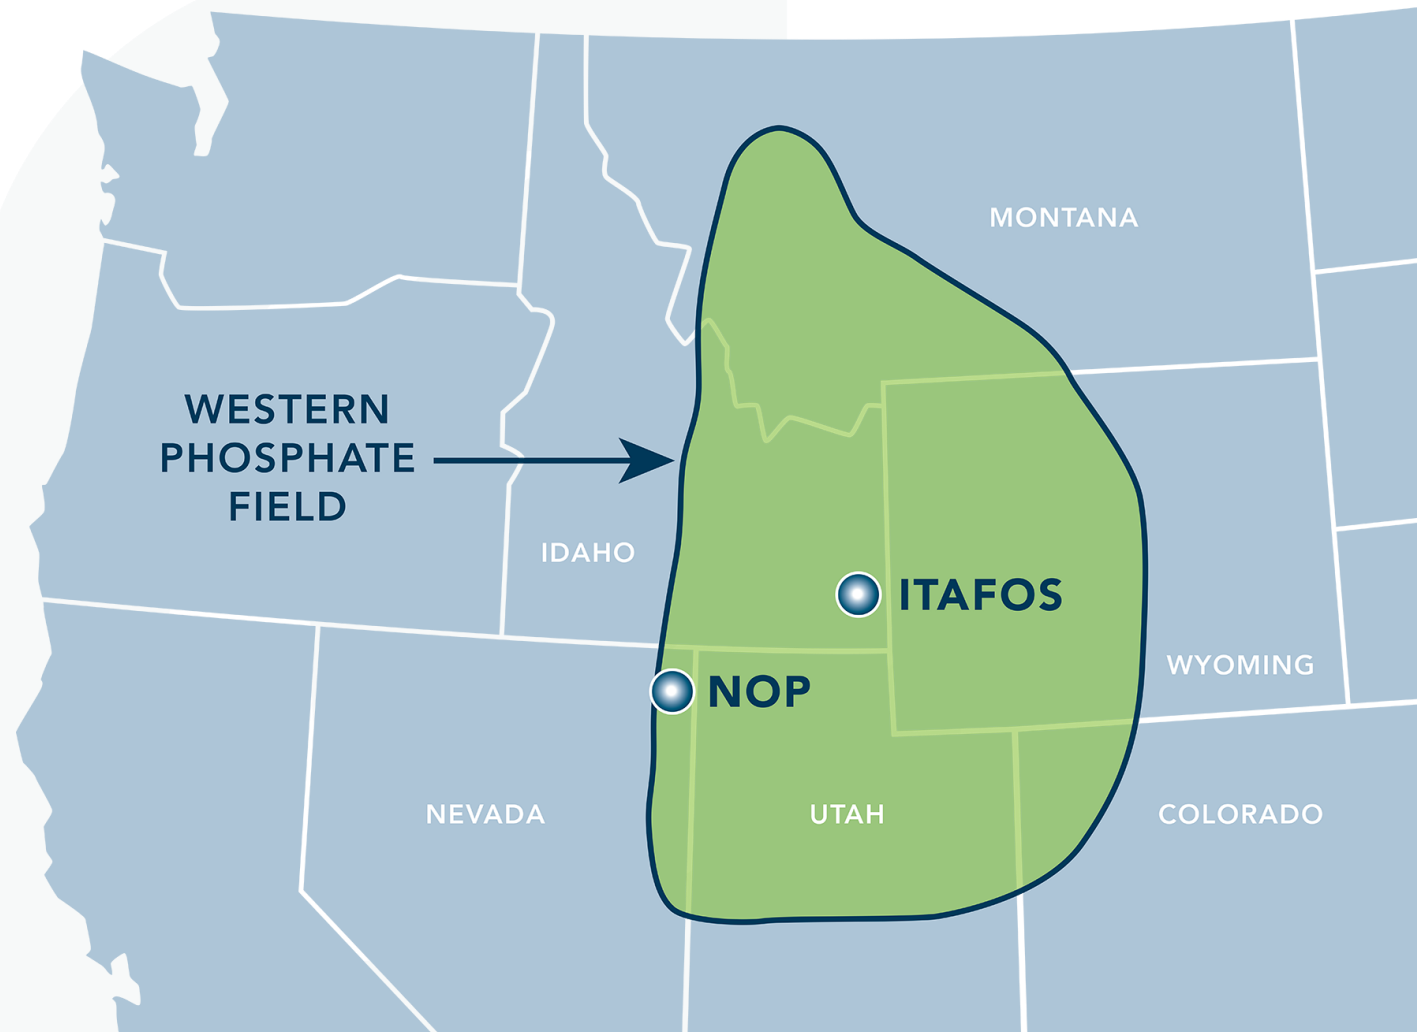 MONTANA
WESTERN
PHOSPHATE
FIELD
IDAHO
ITAFOS
WYOMING
NOP
NEVADA
UTAH
COLORADO